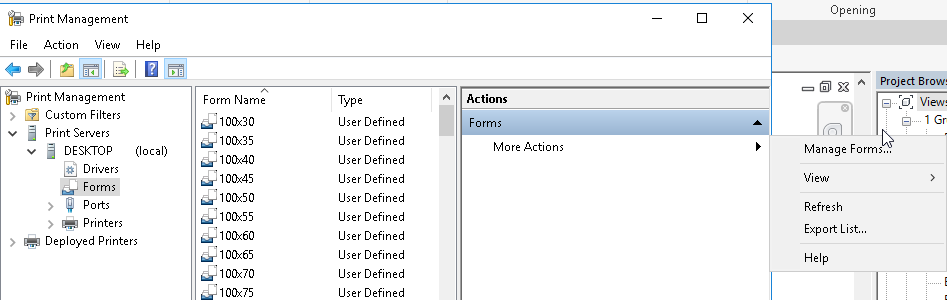 Opening
Print Management
File Action View Help
Print Management
Custom Filters
Print Servers
DESKTOP (local)
Drivers
Forms
Ports
Printers
Deployed Printers
Form Name Type
100x30 User Defined
100x35 User Defined
100x40 User Defined
100x45 User Defined
100x50 User Defined
100x55 User Defined
100x60 User Defined
100x65 User Defined
100x70 User Defined
100x75 User Defined
Actions
Forms
More Actions
Manage Forms...
View
Refresh
Export List...
Help
Project Brows
Views
1 Gr